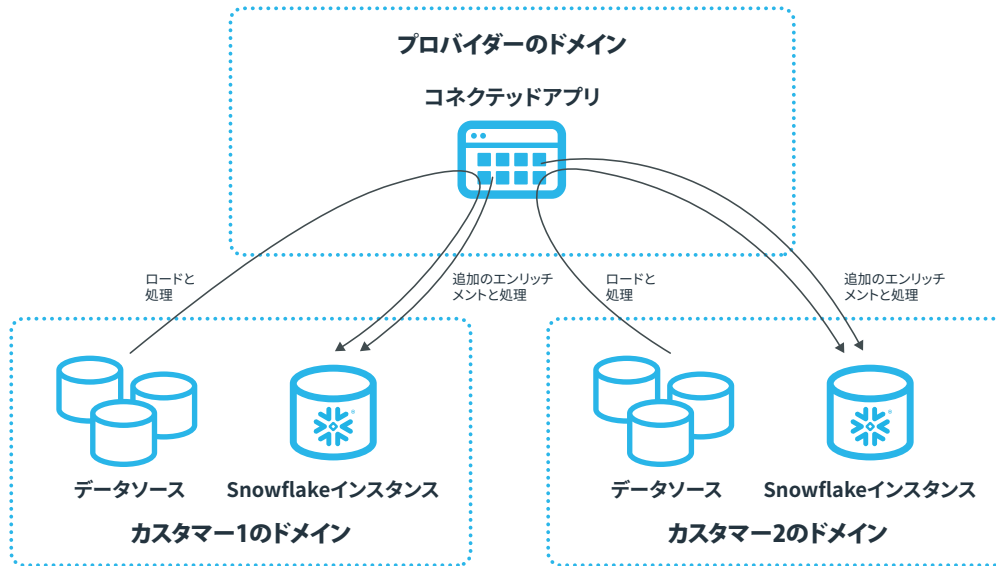 プロバイダーのドメイン
コネクテッドアプリ
ロードと
処理
追加のエンリッチ
メントと処理
ロードと
処理
追加のエンリッチ
メントと処理
データソース
Snowflakeインスタンス
カスタマー1のドメイン
データソース
Snowflakeインスタンス
カスタマー2のドメイン